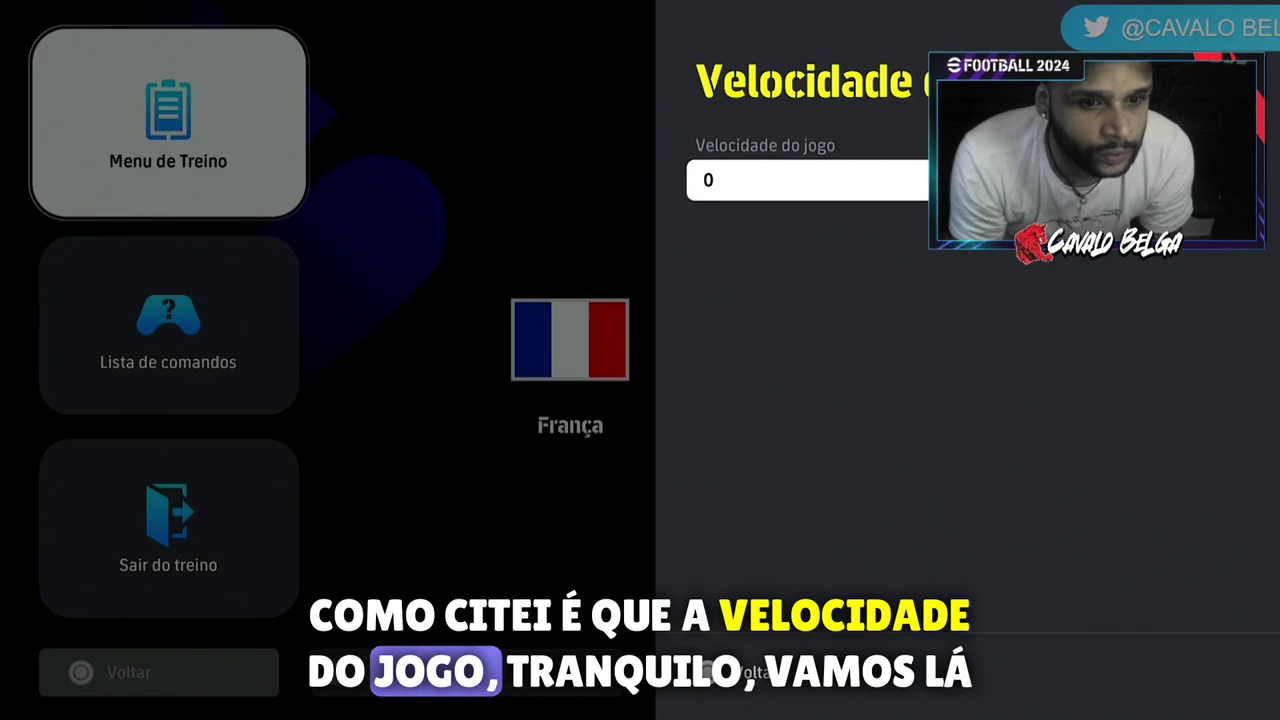 @CAVALO BEL
FOOTBALL 2024
Velocidade
Velocidade do jogo
0
CAVALO BELGA
Menu de Treino
Lista de comandos
França
Sair do treino
COMO CITEI É QUE A VELOCIDADE
DO JOGO, TRANQUILO, VAMOS LÁ
Voltar